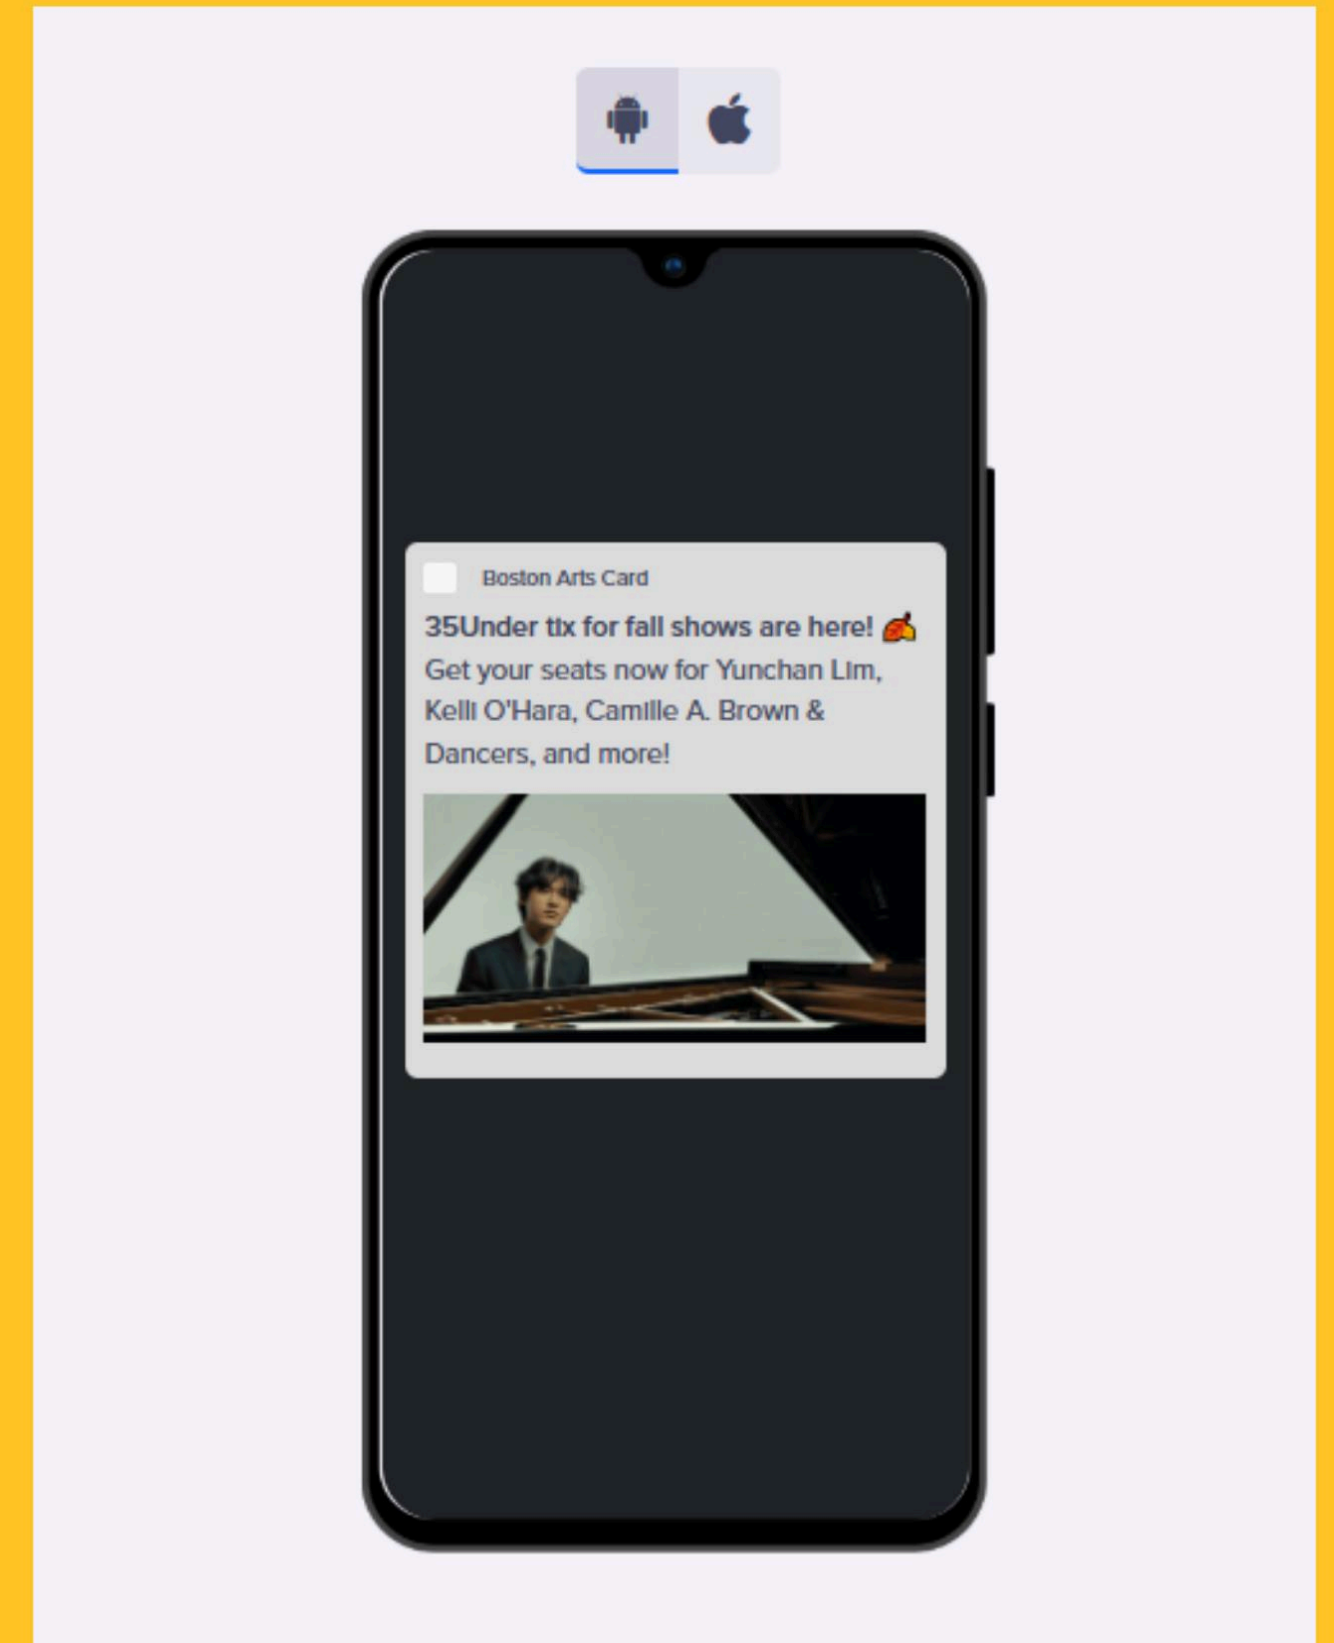 Boston Arts Card
35Under tix for fall shows are here! 🍂
Get your seats now for Yunchan Lim,
Kelli O'Hara, Camille A. Brown &
Dancers, and more!